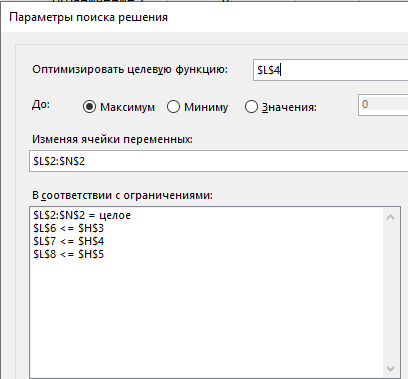 Параметры поиска решения
Оптимизировать целевую функцию: $L$4
До: Максимум Миниму Значения: 0
Изменяя ячейки переменных:
$L$2:$N$2
В соответствии с ограничениями:
$L$2:$N$2 = целое
$L$6 <= $H$3
$L$7 <= $H$4
$L$8 <= $H$5